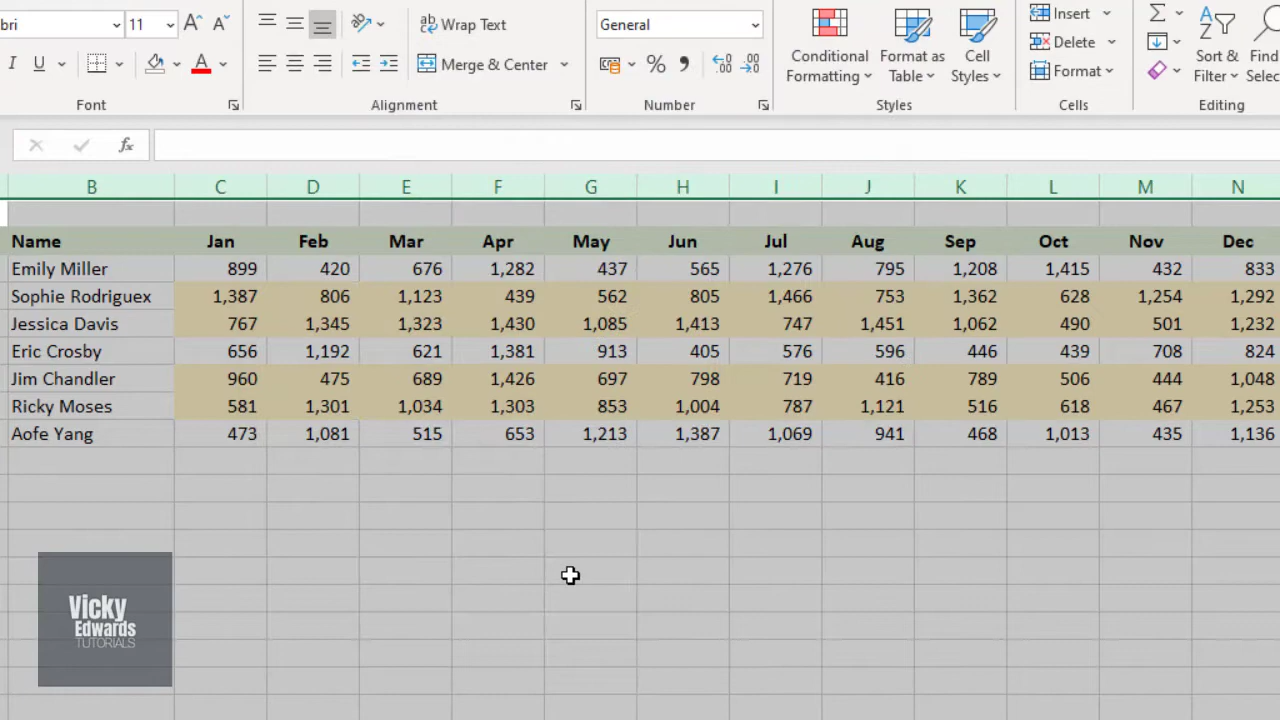 bri 11 A A ab Wrap Text General Insert Σ A Z
I U A Merge & Center % 9 .00 Conditional Formatting Format as Table Cell Styles Delete Sort & Filter Find Selec
Format
Font Alignment Number Styles Cells Editing
fx
B C D E F G H I J K L M N
Name Jan Feb Mar Apr May Jun Jul Aug Sep Oct Nov Dec
Emily Miller 899 420 676 1,282 437 565 1,276 795 1,208 1,415 432 833
Sophie Rodriguex 1,387 806 1,123 439 562 805 1,466 753 1,362 628 1,254 1,292
Jessica Davis 767 1,345 1,323 1,430 1,085 1,413 747 1,451 1,062 490 501 1,232
Eric Crosby 656 1,192 621 1,381 913 405 576 596 446 439 708 824
Jim Chandler 960 475 689 1,426 697 798 719 416 789 506 444 1,048
Ricky Moses 581 1,301 1,034 1,303 853 1,004 787 1,121 516 618 467 1,253
Aofe Yang 473 1,081 515 653 1,213 1,387 1,069 941 468 1,013 435 1,136
Vicky
Edwards
TUTORIALS